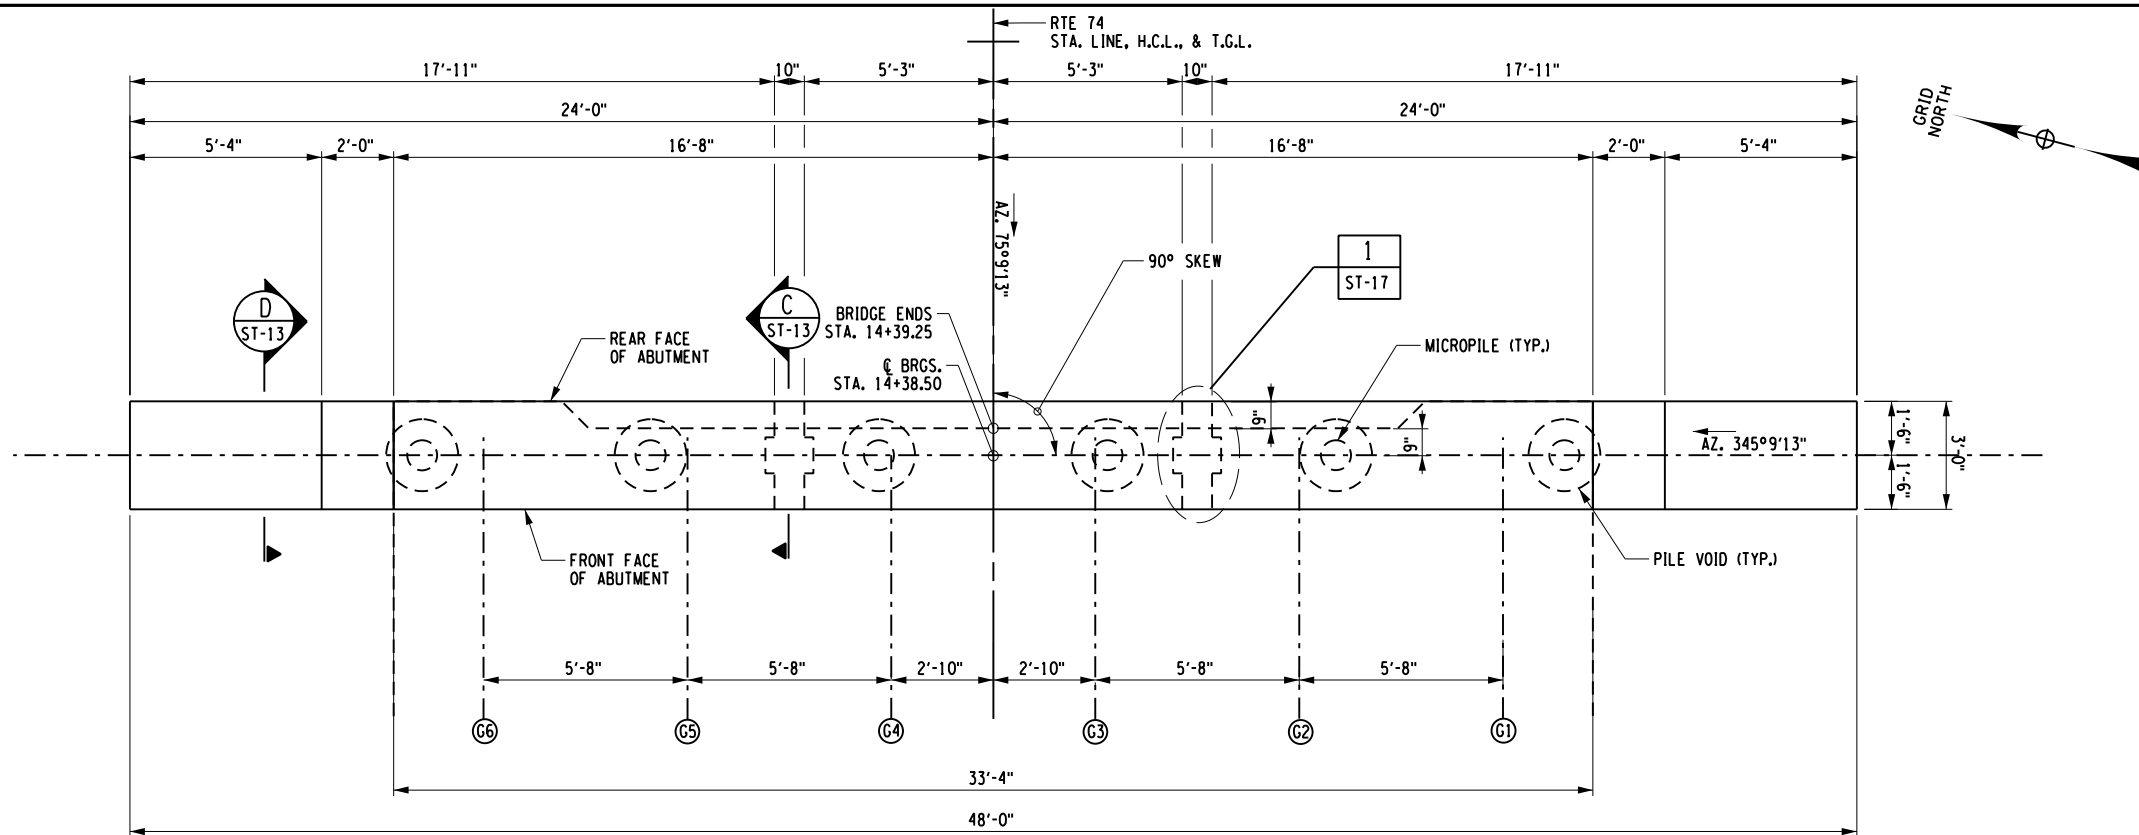 RTE 74
STA. LINE, H.C.L., & T.G.L.
17'-11" 10" 5'-3" 5'-3" 10" 17'-11"
24'-0" 24'-0"
5'-4" 2'-0" 16'-8" 16'-8" 2'-0" 5'-4"
GRID
NORTH
AZ. 75°9'13"
90° SKEW
1
ST-17
D
ST-13
C
ST-13
BRIDGE ENDS
STA. 14+39.25
℄ BRGS.
STA. 14+38.50
REAR FACE
OF ABUTMENT
MICROPILE (TYP.)
9"
9"
AZ. 345°9'13"
1'-6"
1'-6"
3'-0"
FRONT FACE
OF ABUTMENT
PILE VOID (TYP.)
5'-8" 5'-8" 2'-10" 2'-10" 5'-8" 5'-8"
G6 G5 G4 G3 G2 G1
33'-4"
48'-0"